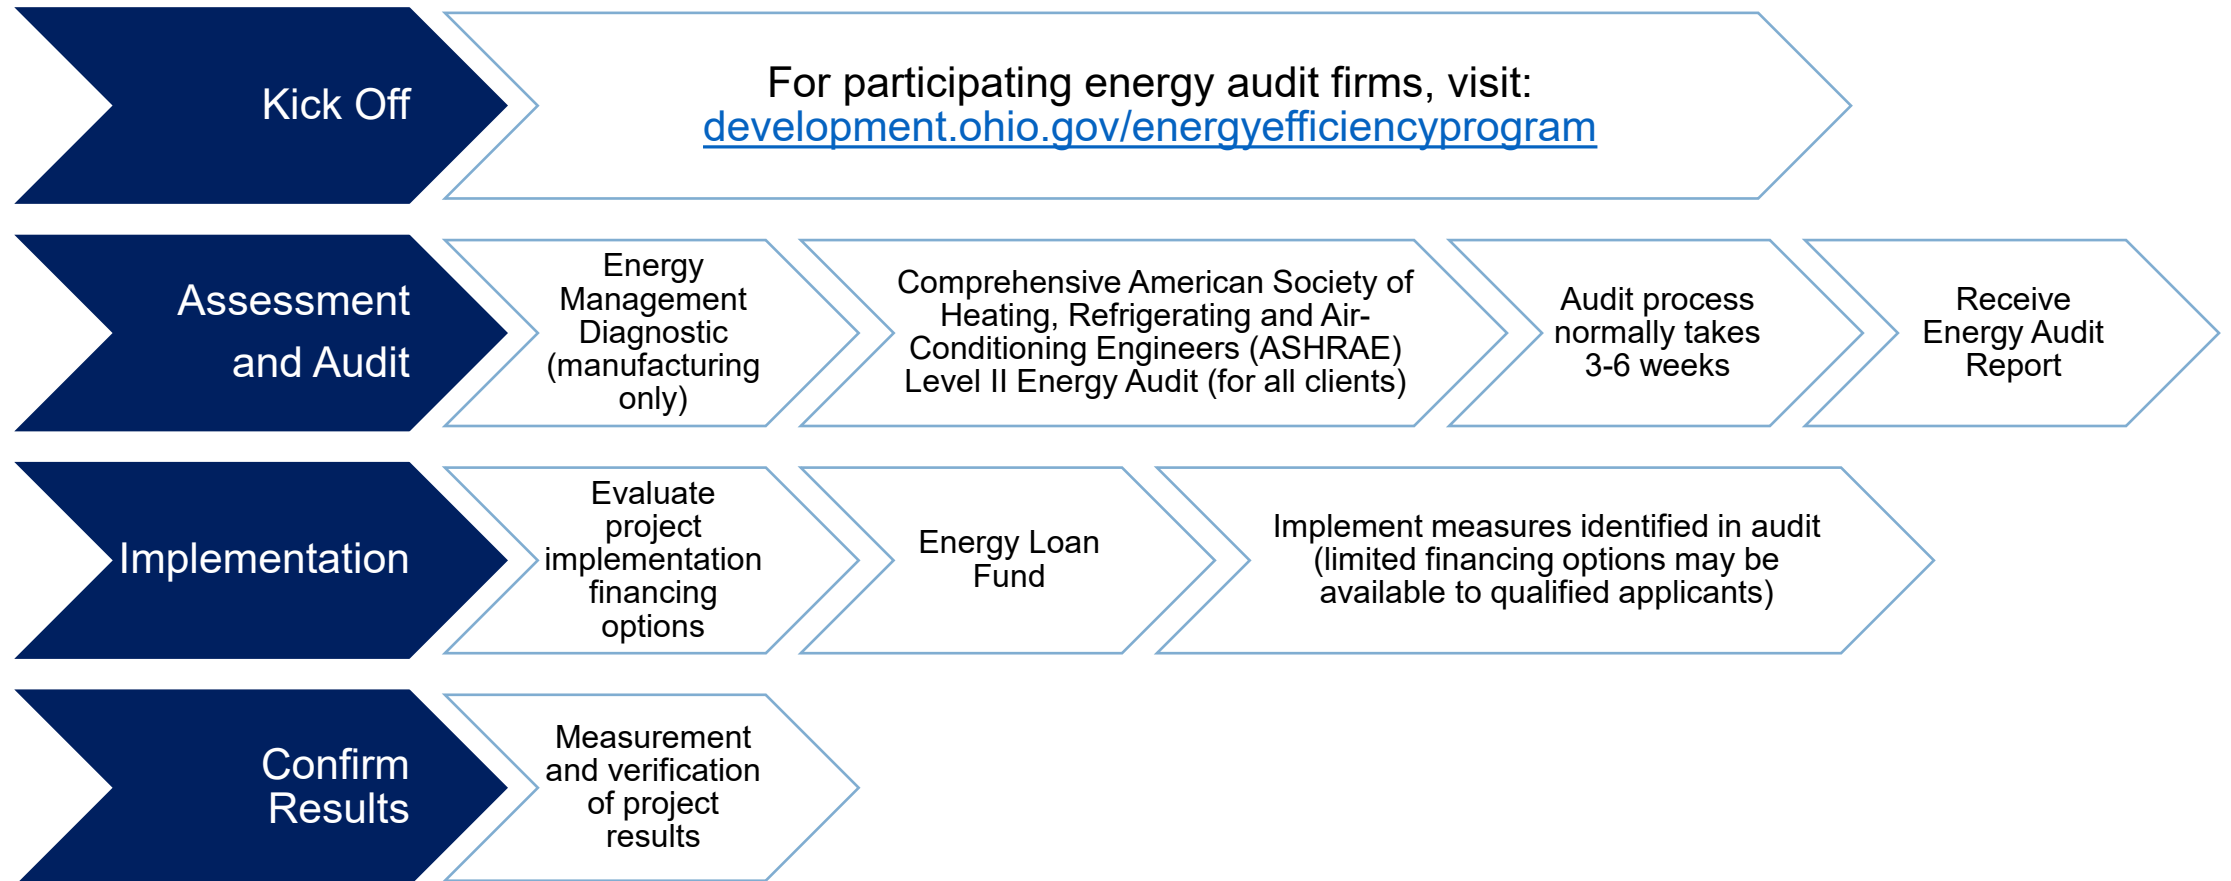 Kick Off
For participating energy audit firms, visit:
development.ohio.gov/energyefficiencyprogram
Assessment
and Audit
Energy
Management
Diagnostic
(manufacturing
only)
Comprehensive American Society of
Heating, Refrigerating and Air-
Conditioning Engineers (ASHRAE)
Level II Energy Audit (for all clients)
Audit process
normally takes
3-6 weeks
Receive
Energy Audit
Report
Implementation
Evaluate
project
implementation
financing
options
Energy Loan
Fund
Implement measures identified in audit
(limited financing options may be
available to qualified applicants)
Confirm
Results
Measurement
and verification
of project
results